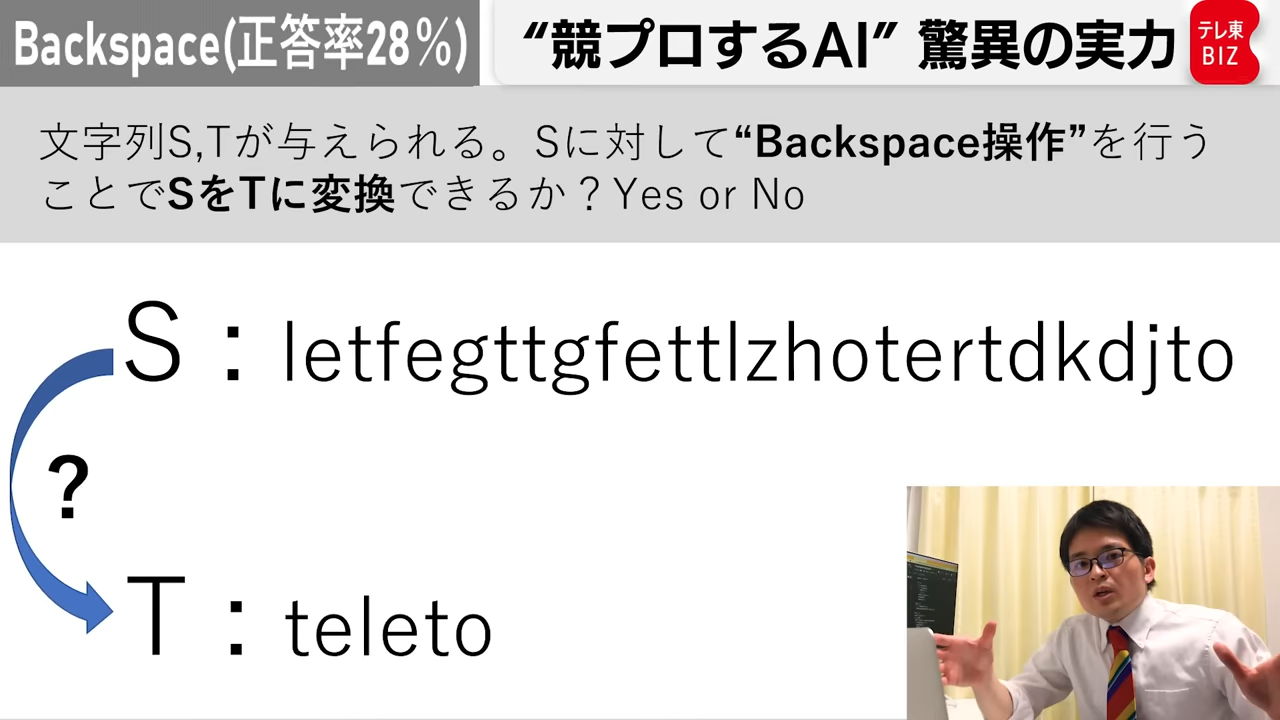 Backspace(正答率28％)
“競プロするAI” 驚異の実力
テレ東
BIZ
文字列S,Tが与えられる。Sに対して“Backspace操作”を行う
ことでSをTに変換できるか？Yes or No
S：letfegttgfettlzhotertdkdjto
?
T：teleto